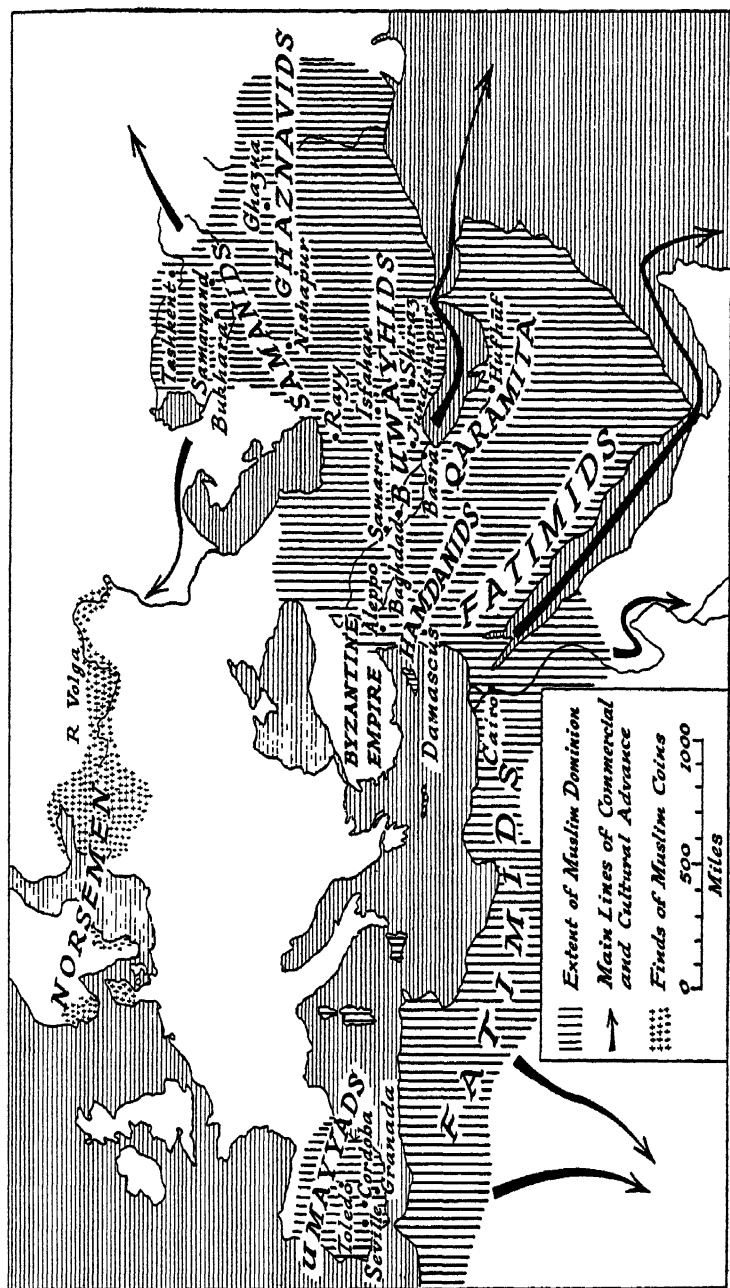 NORSEMEN
R Volga
UMAYYADS
Toledo
Cordoba
Seville
Granada
BYZANTINE
EMPIRE
Aleppo
Samarra
Baghdad
HAMDANIDS
Damascus
Cairo
FATIMIDS
FATIMIDS
Tashkent
Samarqand
Bukhara
SAMANIDS
Nishapur
Ghazna
GHAZNAVIDS
Rayy
Isfahan
BUWAYHIDS
Shiraz
Basra
QARAMITA
Hufhuf
Extent of Muslim Dominion
Main Lines of Commercial
and Cultural Advance
Finds of Muslim Coins
0 500 1000
Miles